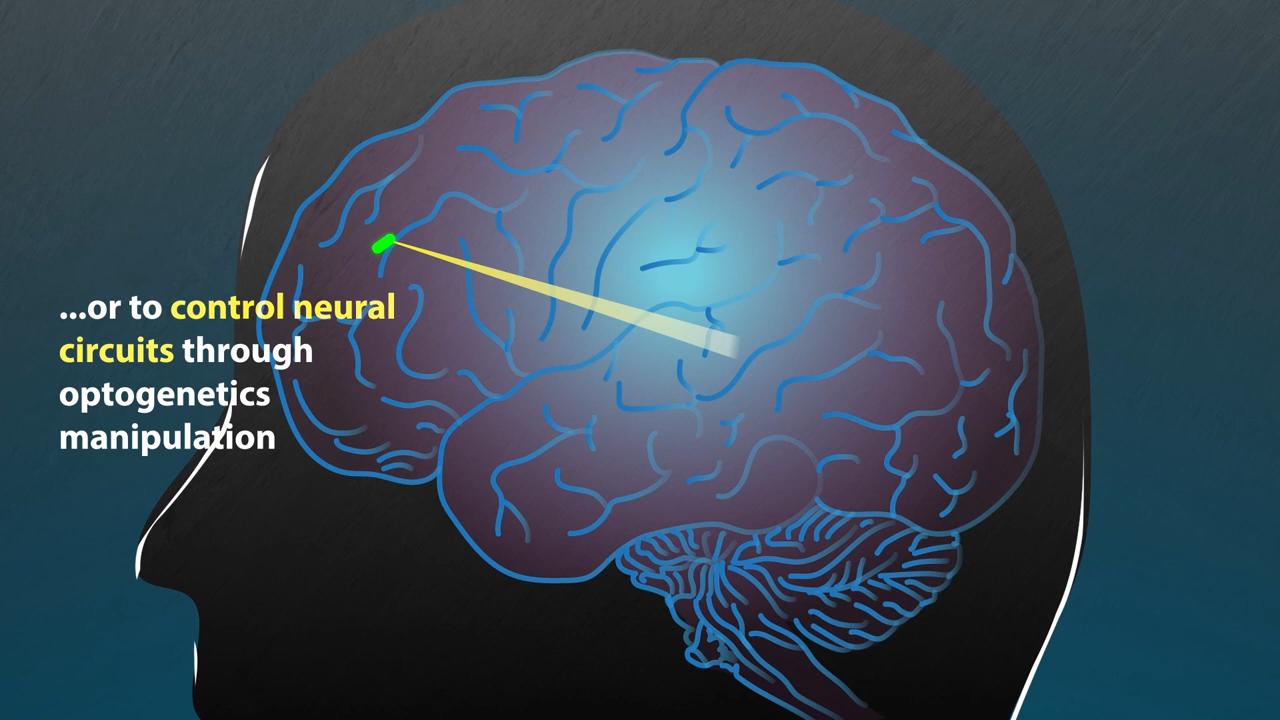 ...or to control neural
circuits through
optogenetics
manipulation